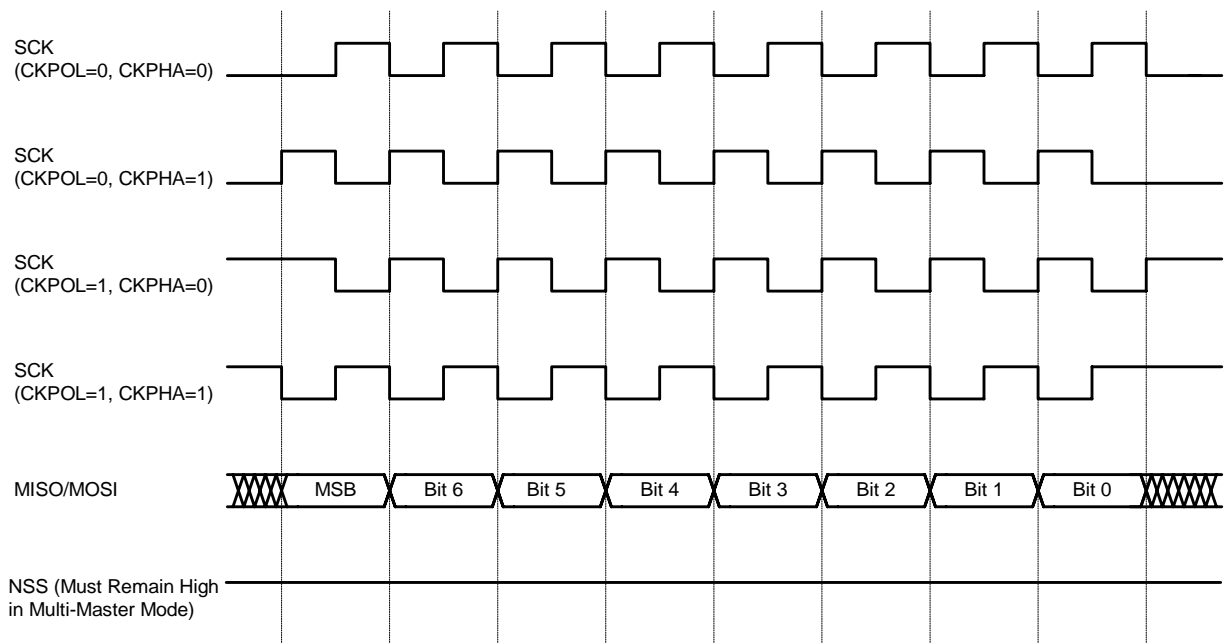 SCK
(CKPOL=0, CKPHA=0)
SCK
(CKPOL=0, CKPHA=1)
SCK
(CKPOL=1, CKPHA=0)
SCK
(CKPOL=1, CKPHA=1)
MISO/MOSI
MSB
Bit 6
Bit 5
Bit 4
Bit 3
Bit 2
Bit 1
Bit 0
NSS (Must Remain High
in Multi-Master Mode)